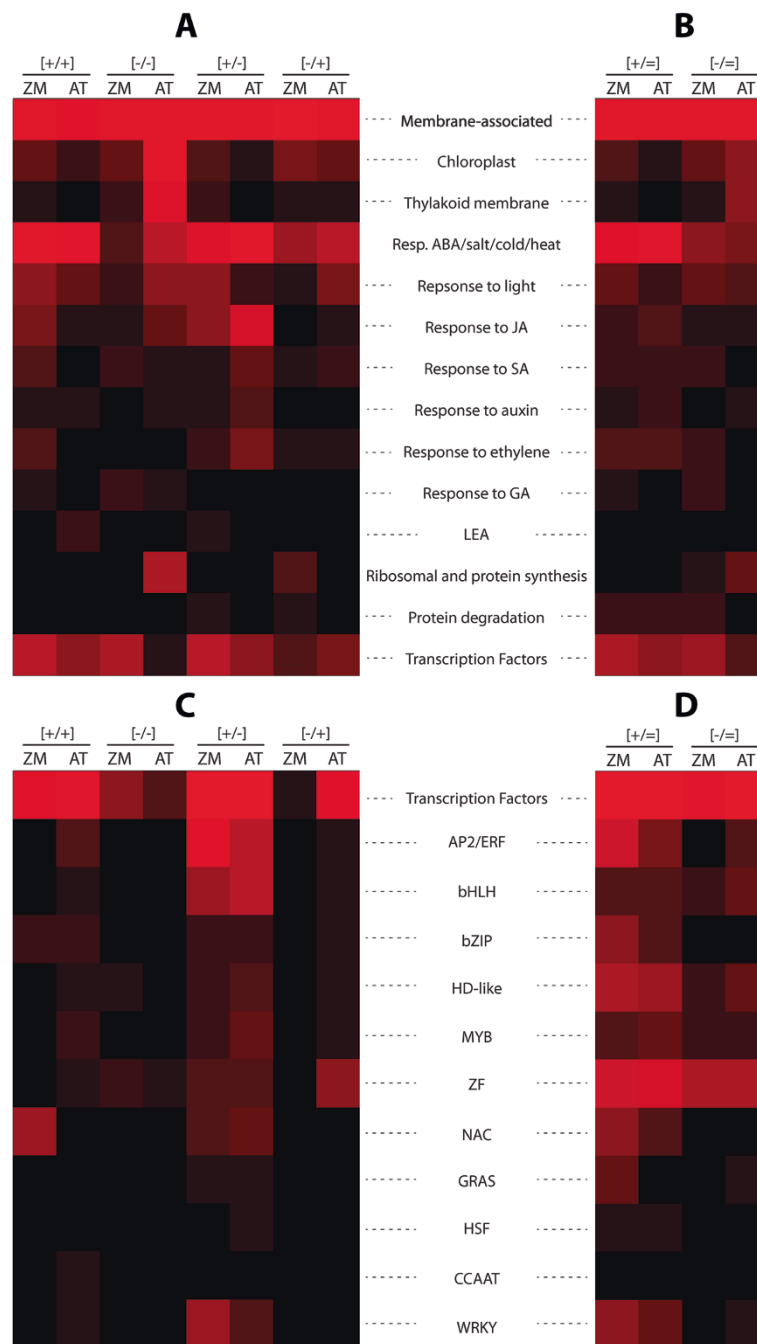 A
B
[+/+] [-/-] [+/-] [-/+]
[+/=] [-/=]
ZM AT ZM AT ZM AT ZM AT
ZM AT ZM AT
Membrane-associated
Chloroplast
Thylakoid membrane
Resp. ABA/salt/cold/heat
Repsonse to light
Response to JA
Response to SA
Response to auxin
Response to ethylene
Response to GA
LEA
Ribosomal and protein synthesis
Protein degradation
Transcription Factors
C
D
[+/+] [-/-] [+/-] [-/+]
[+/=] [-/=]
ZM AT ZM AT ZM AT ZM AT
ZM AT ZM AT
Transcription Factors
AP2/ERF
bHLH
bZIP
HD-like
MYB
ZF
NAC
GRAS
HSF
CCAAT
WRKY